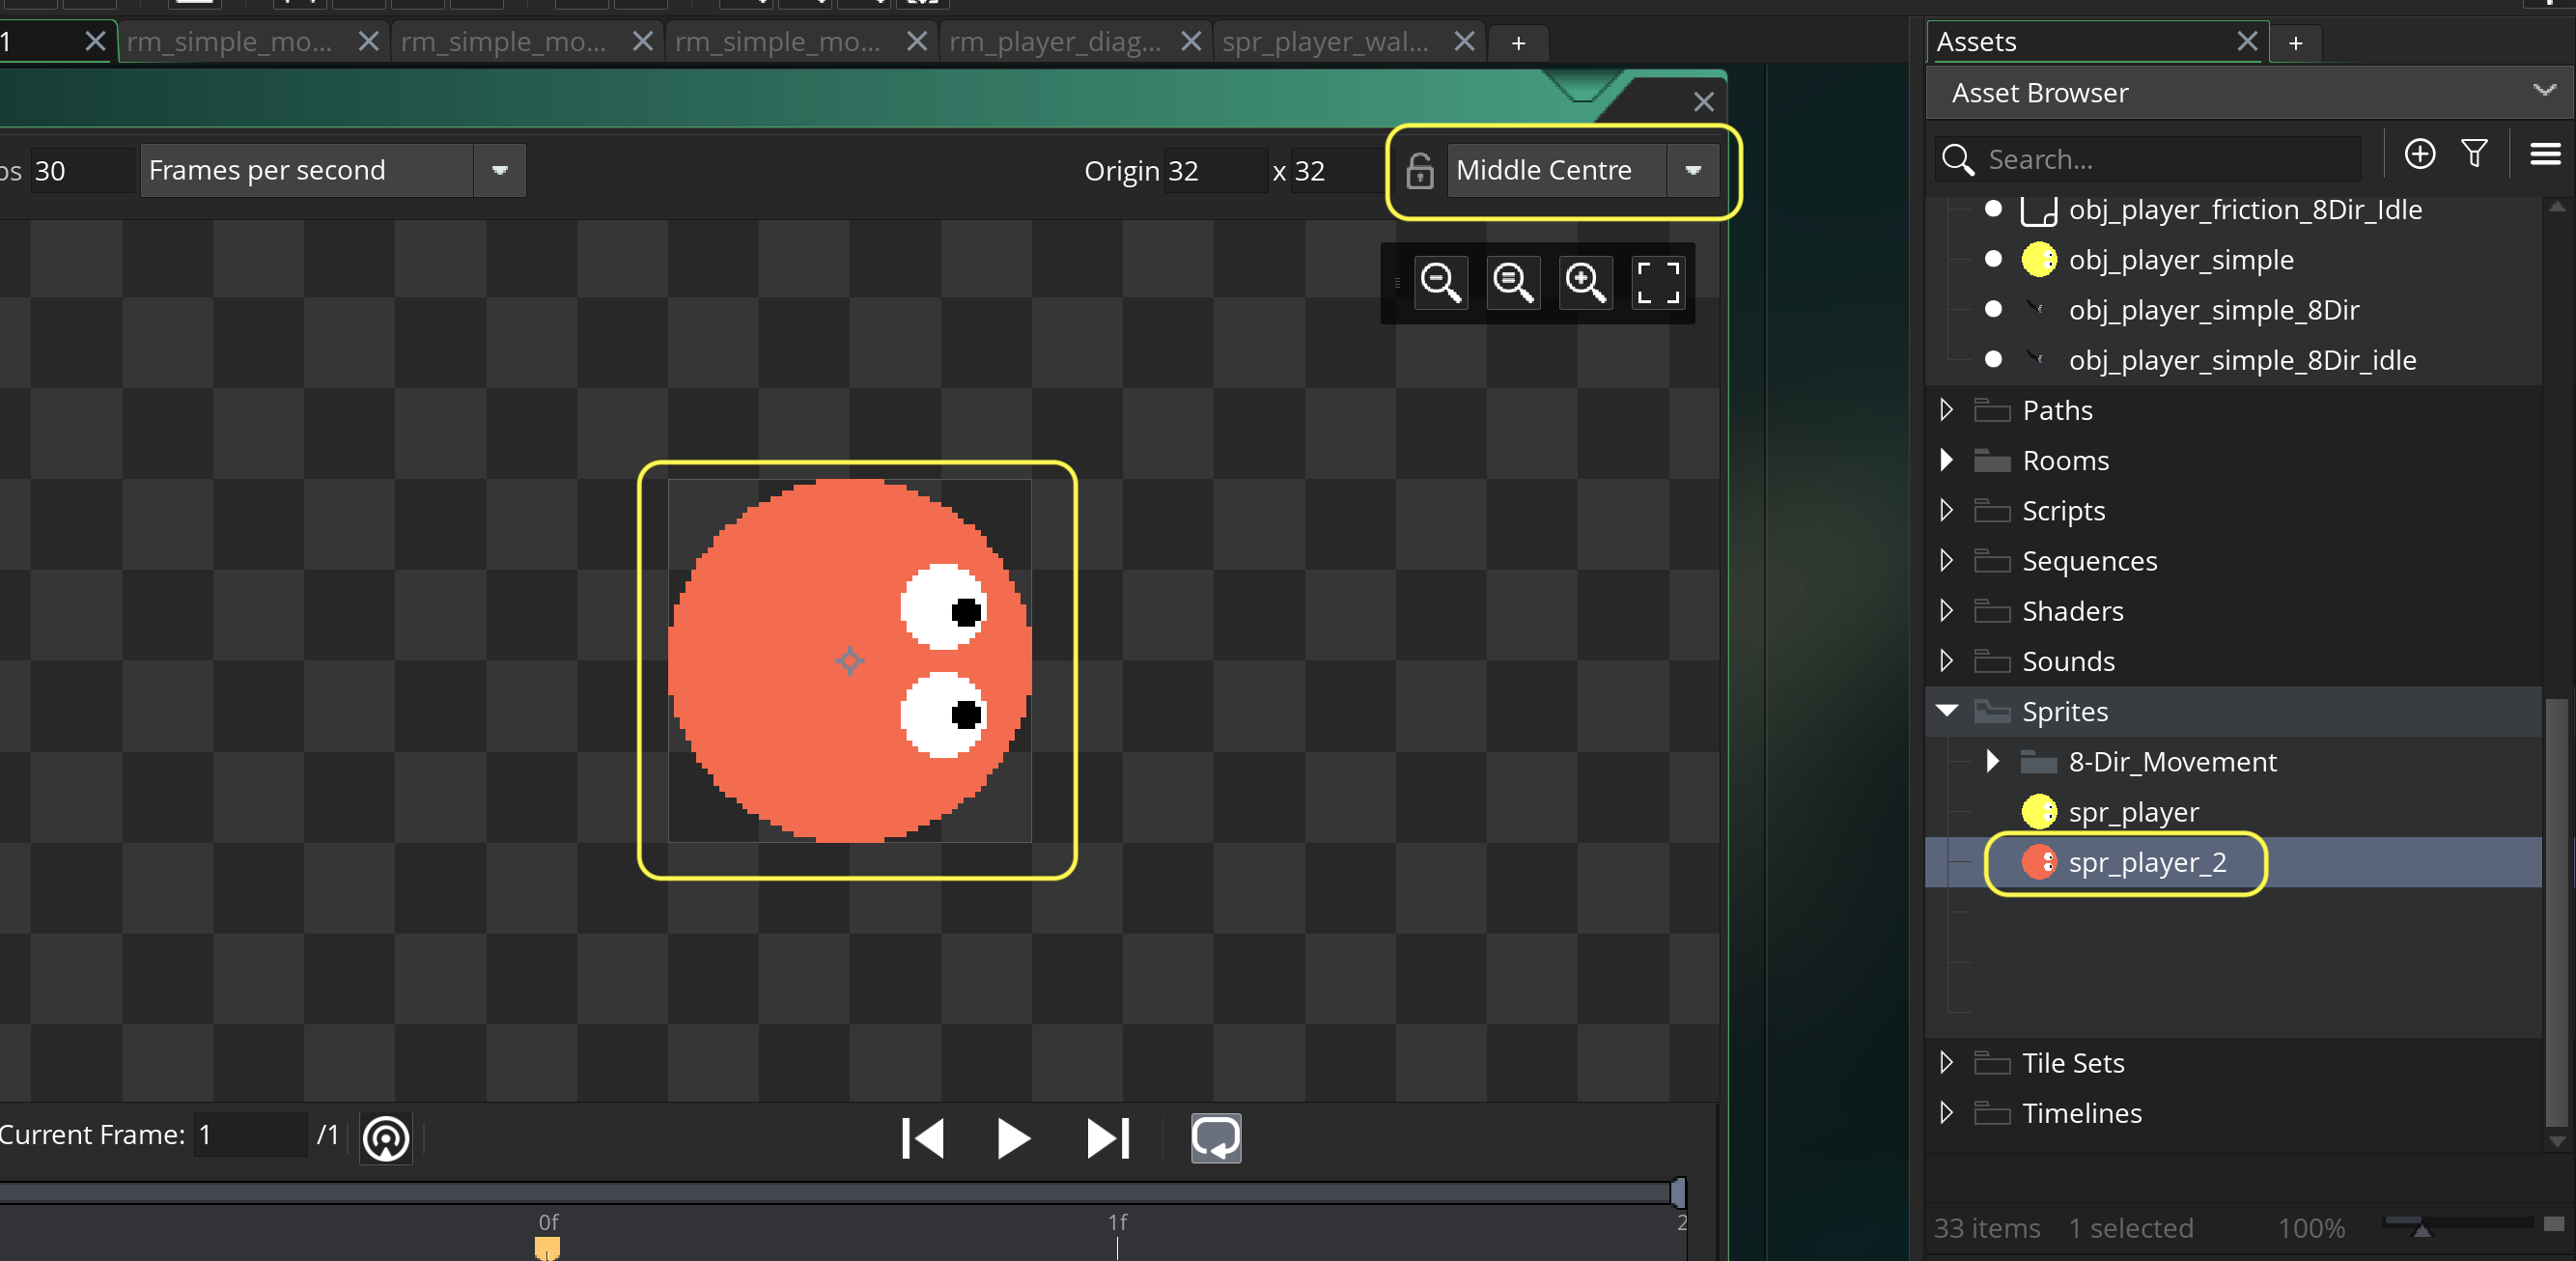 1 rm_simple_mo... rm_simple_mo... rm_simple_mo... rm_player_diag... spr_player_wal... +
Assets +
Asset Browser
ps 30 Frames per second Origin 32 x 32 Middle Centre
Search...
obj_player_friction_8Dir_Idle
obj_player_simple
obj_player_simple_8Dir
obj_player_simple_8Dir_idle
Paths
Rooms
Scripts
Sequences
Shaders
Sounds
Sprites
8-Dir_Movement
spr_player
spr_player_2
Tile Sets
Timelines
Current Frame: 1 /1
0f 1f 2
33 items 1 selected 100%